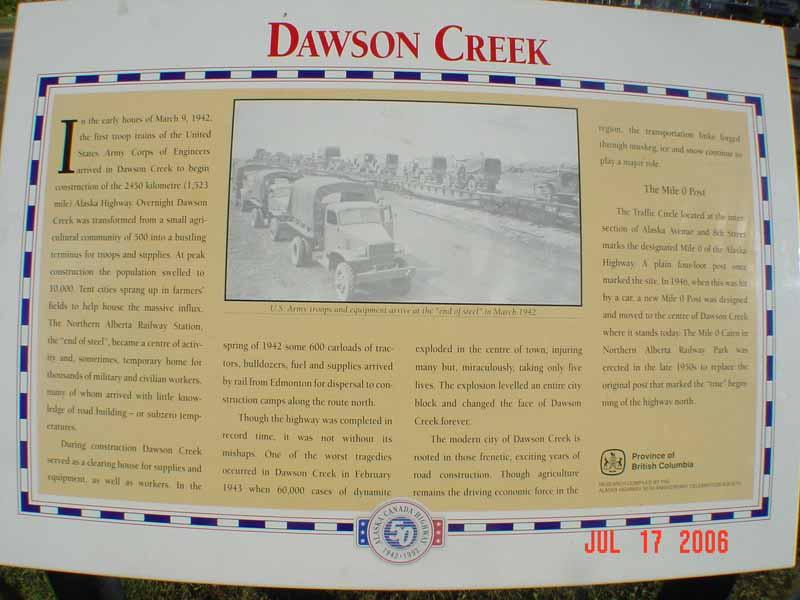 DAWSON CREEK
In the early hours of March 9, 1942,
the first troop trains of the United
States Army Corps of Engineers
arrived in Dawson Creek to begin
construction of the 2450 kilometre (1,523
mile) Alaska Highway. Overnight Dawson
Creek was transformed from a small agri-
cultural community of 500 into a bustling
terminus for troops and supplies. At peak
construction the population swelled to
10,000. Tent cities sprang up in farmers'
fields to help house the massive influx.
The Northern Alberta Railway Station,
the "end of steel", became a centre of activ-
ity and, sometimes, temporary home for
thousands of military and civilian workers,
many of whom arrived with little know-
ledge of road building – or subzero temp-
eratures.
During construction Dawson Creek
served as a clearing house for supplies and
equipment, as well as workers. In the
U.S. Army troops and equipment arrive at the "end of steel" in March 1942
spring of 1942 some 600 carloads of trac-
tors, bulldozers, fuel and supplies arrived
by rail from Edmonton for dispersal to con-
struction camps along the route north.
Though the highway was completed in
record time, it was not without its
mishaps. One of the worst tragedies
occurred in Dawson Creek in February
1943 when 60,000 cases of dynamite
exploded in the centre of town, injuring
many but, miraculously, taking only five
lives. The explosion levelled an entire city
block and changed the face of Dawson
Creek forever.
The modern city of Dawson Creek is
rooted in those frenetic, exciting years of
road construction. Though agriculture
remains the driving economic force in the
region, the transportation links forged
through muskeg, ice and snow continue to
play a major role.
The Mile 0 Post
The Traffic Circle located at the inter-
section of Alaska Avenue and 8th Street
marks the designated Mile 0 of the Alaska
Highway. A plain four-foot post once
marked the site. In 1946, when this was hit
by a car, a new Mile 0 Post was designed
and moved to the centre of Dawson Creek
where it stands today. The Mile 0 Cairn in
Northern Alberta Railway Park was
erected in the late 1950s to replace the
original post that marked the "true" begin
ning of the highway north.
Province of
British Columbia
RESEARCH COMPILED BY THE
ALASKA HIGHWAY 50TH ANNIVERSARY CELEBRATION SOCIETY
ALASKA CANADA HIGHWAY
50
1942-1992
JUL 17 2006